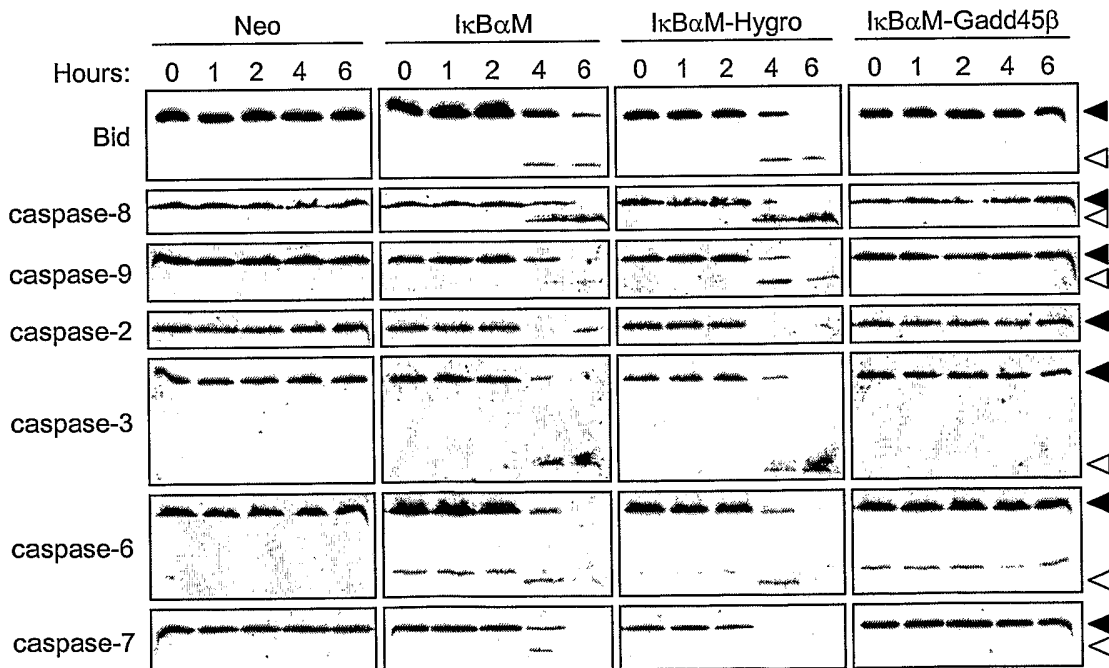 Neo IκBαM IκBαM-Hygro IκBαM-Gadd45β
Hours: 0 1 2 4 6 0 1 2 4 6 0 1 2 4 6 0 1 2 4 6
Bid
caspase-8
caspase-9
caspase-2
caspase-3
caspase-6
caspase-7